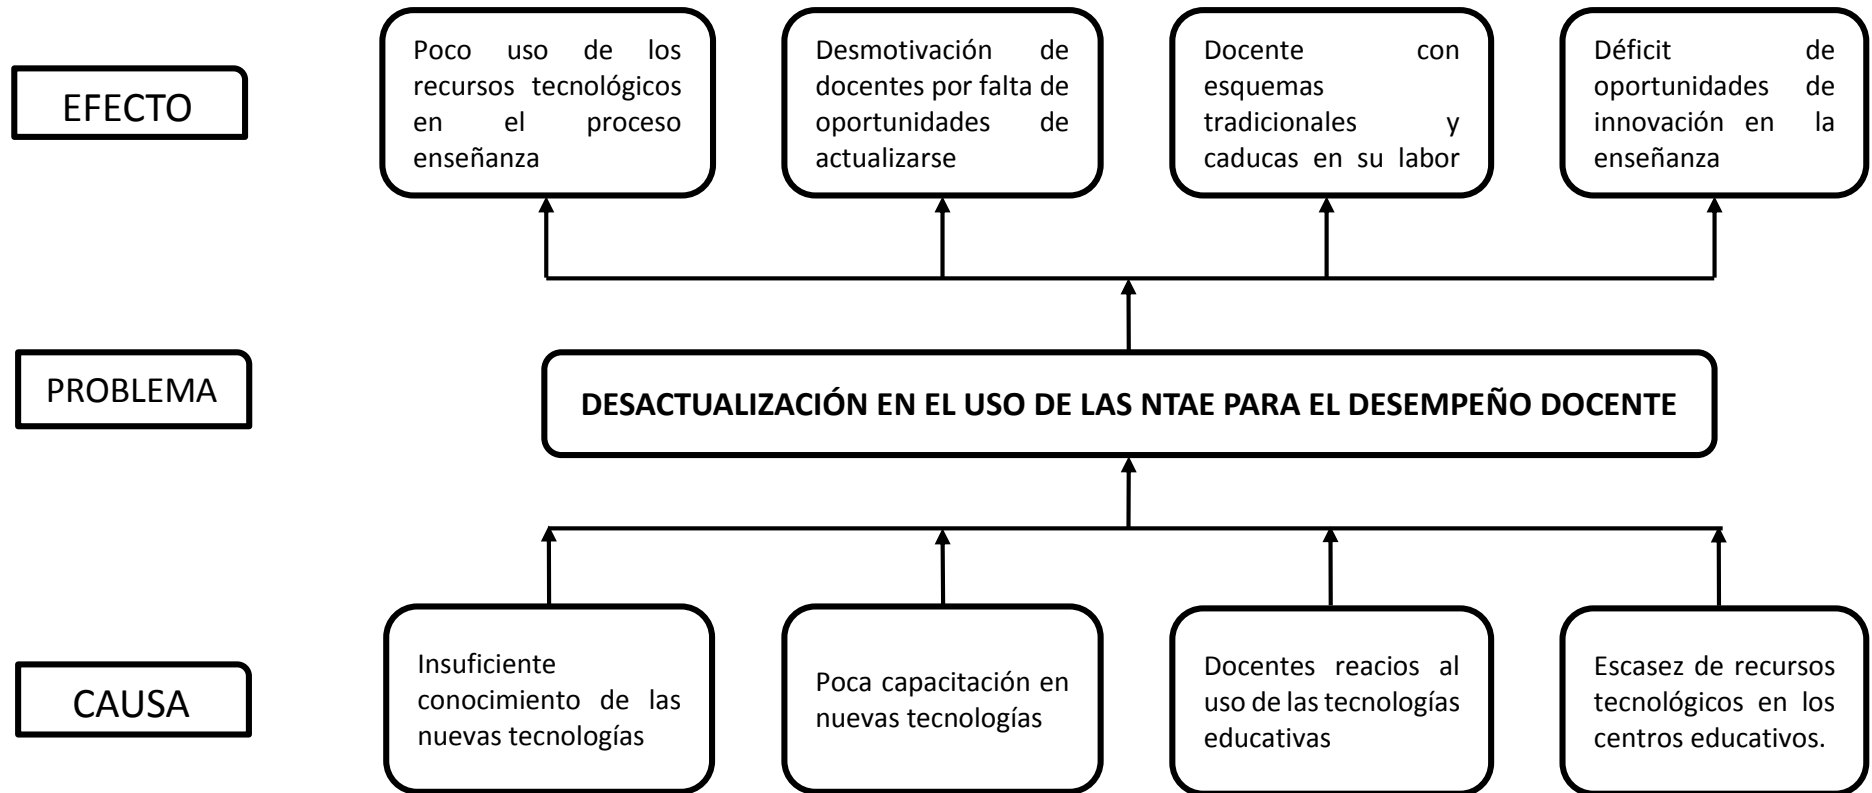 EFECTO
Poco uso de los
recursos tecnológicos
en el proceso
enseñanza
Desmotivación de
docentes por falta de
oportunidades de
actualizarse
Docente con
esquemas
tradicionales y
caducas en su labor
Déficit de
oportunidades de
innovación en la
enseñanza
PROBLEMA
DESACTUALIZACIÓN EN EL USO DE LAS NTAE PARA EL DESEMPEÑO DOCENTE
CAUSA
Insuficiente
conocimiento de las
nuevas tecnologías
Poca capacitación en
nuevas tecnologías
Docentes reacios al
uso de las tecnologías
educativas
Escasez de recursos
tecnológicos en los
centros educativos.